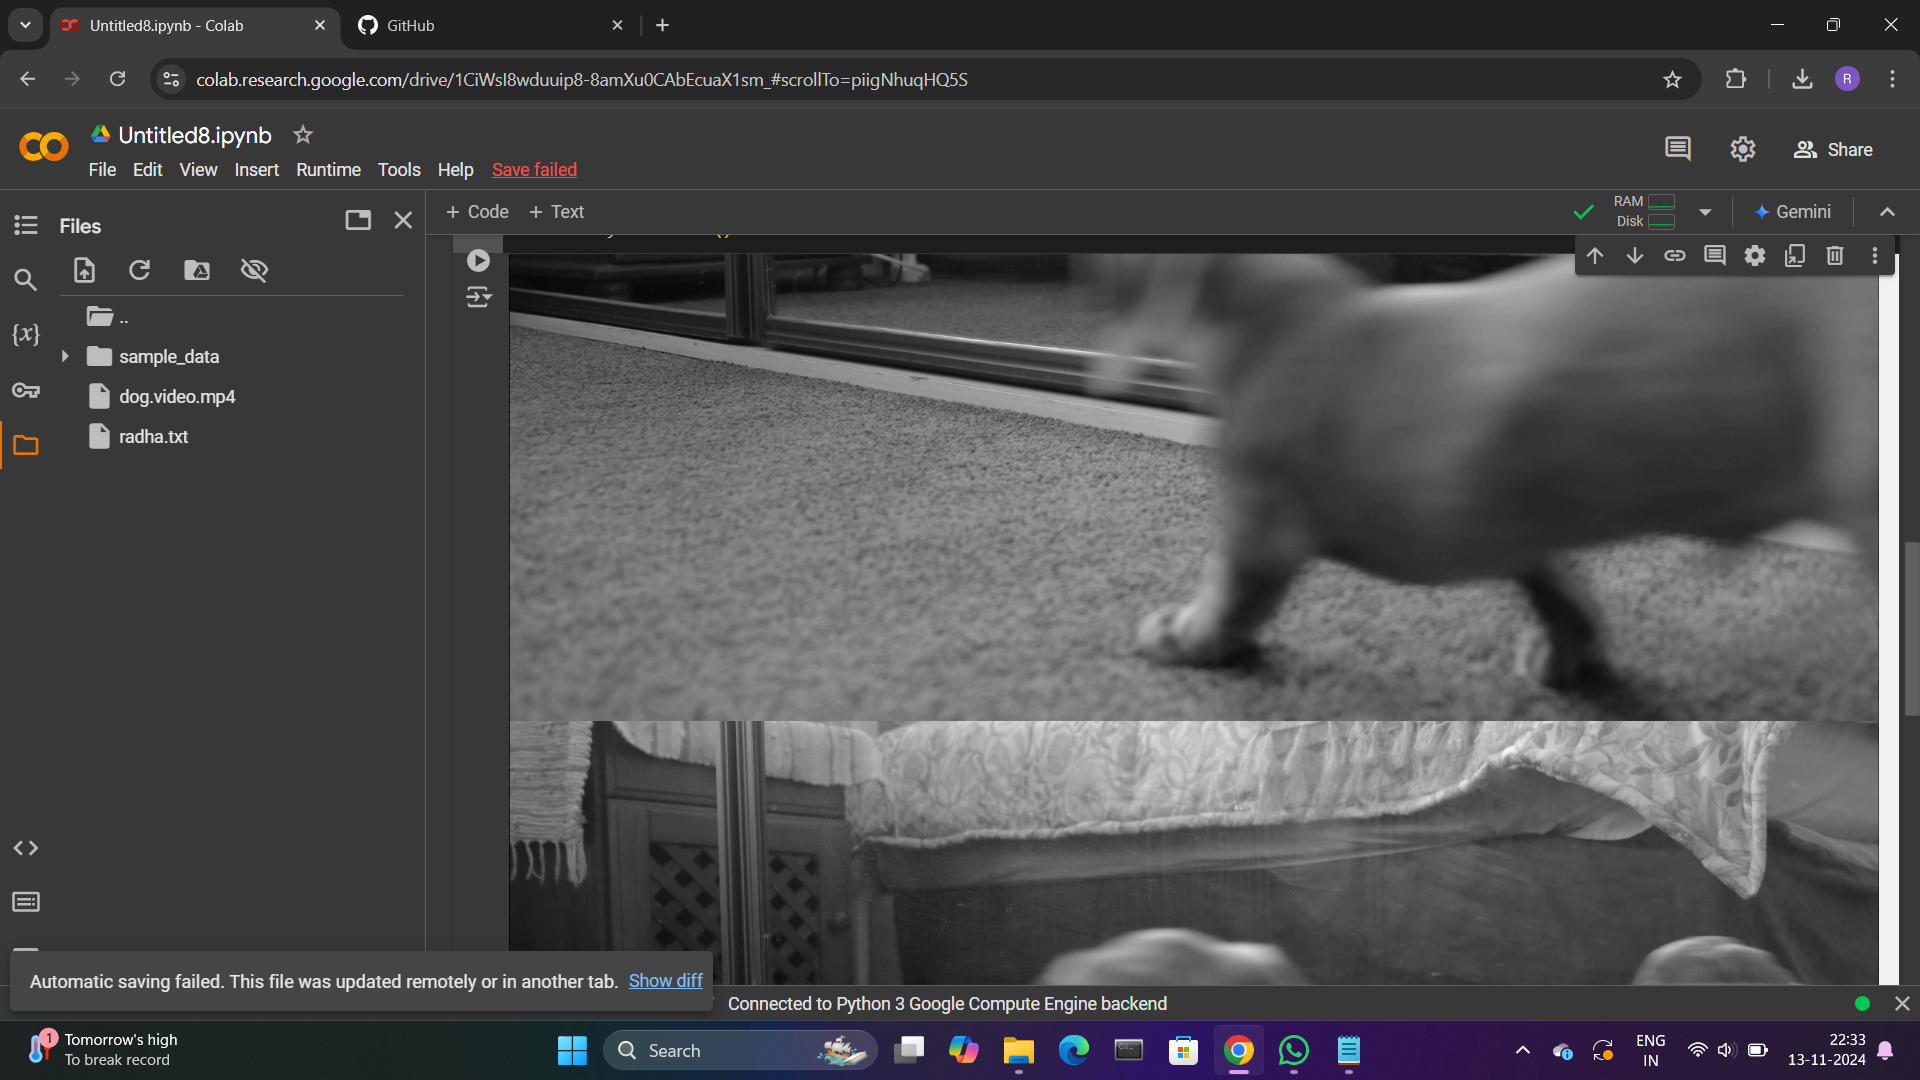 Untitled8.ipynb - Colab
GitHub
colab.research.google.com/drive/1CiWsI8wduuip8-8amXu0CAbEcuaX1sm_#scrollTo=piigNhuqHQ5S
R
Untitled8.ipynb
File Edit View Insert Runtime Tools Help Save failed
Share
Files
+ Code + Text
RAM
Disk
Gemini
{x}
..
sample_data
dog.video.mp4
radha.txt
Automatic saving failed. This file was updated remotely or in another tab. Show diff
Connected to Python 3 Google Compute Engine backend
1
Tomorrow's high
To break record
Search
ENG
IN
22:33
13-11-2024